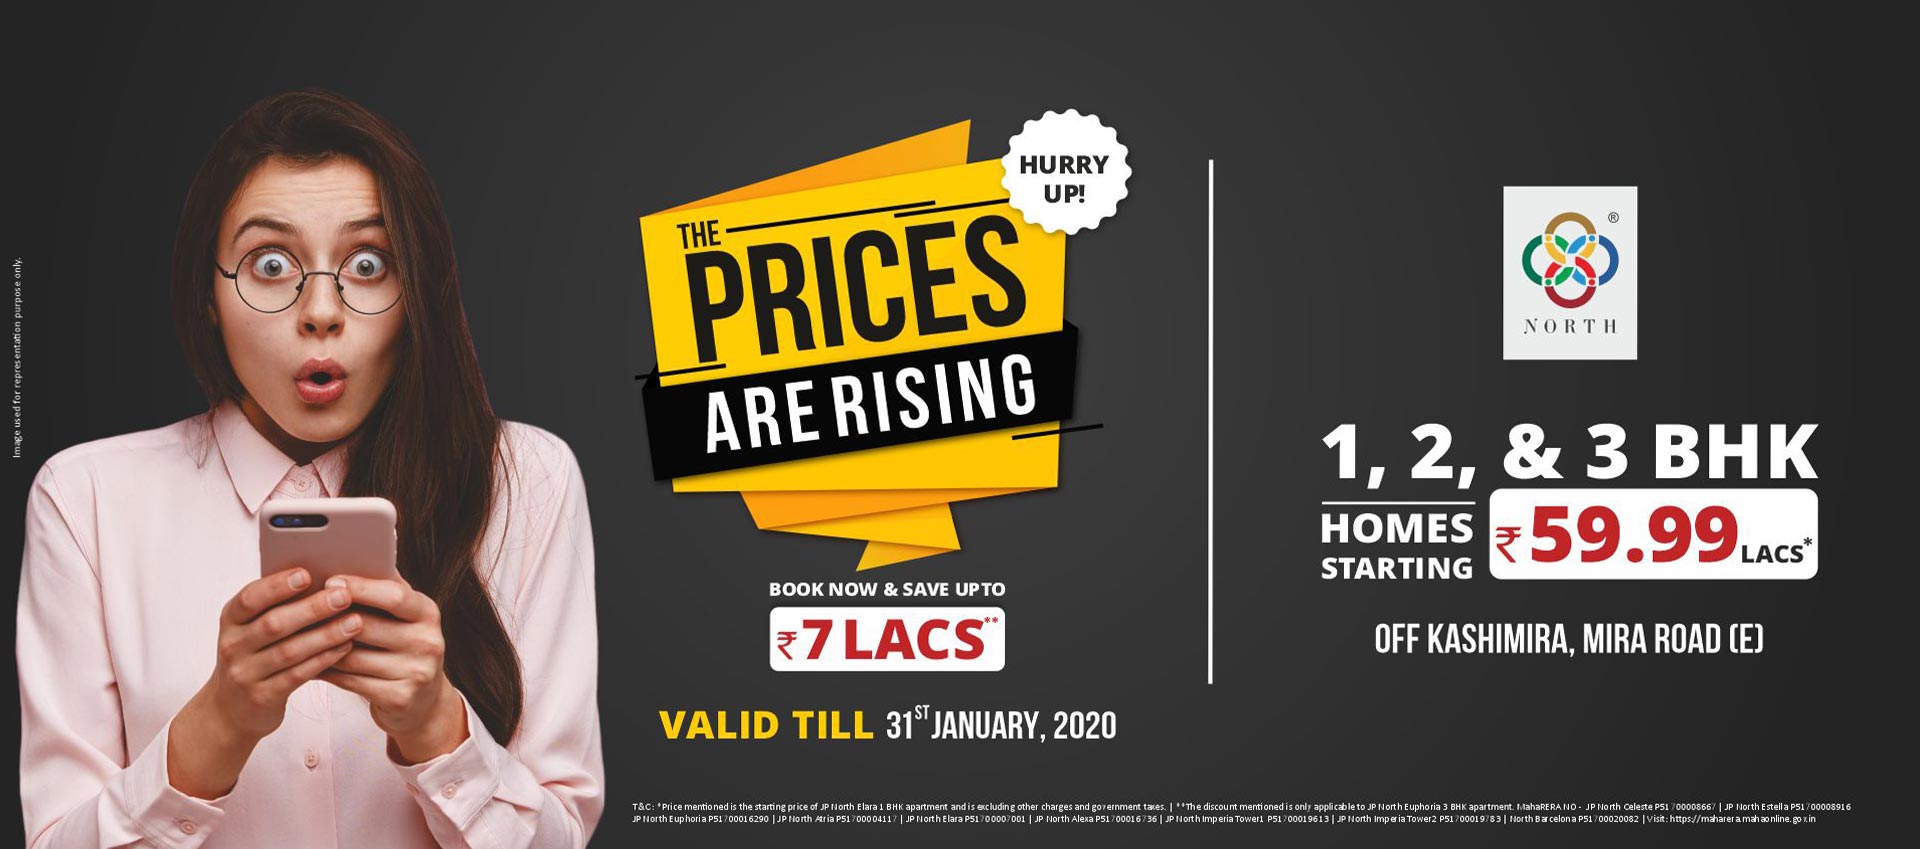 Image used for representation purpose only.
HURRY
UP!
THE
PRICES
ARE RISING
BOOK NOW & SAVE UPTO
₹7 LACS**
VALID TILL 31ST JANUARY, 2020
®
NORTH
1, 2, & 3 BHK
HOMES
STARTING
₹59.99 LACS*
OFF KASHIMIRA, MIRA ROAD (E)
T&C: *Price mentioned is the starting price of JP North Elara 1 BHK apartment and is excluding other charges and government taxes. | **The discount mentioned is only applicable to JP North Euphoria 3 BHK apartment. MahaRERA NO - JP North Celeste P51700008667 | JP North Estella P51700008916
JP North Euphoria P51700016290 | JP North Atria P51700004117 | JP North Elara P51700007001 | JP North Alexa P51700016736 | JP North Imperia Tower1 P51700019613 | JP North Imperia Tower2 P51700019783 | North Barcelona P51700020082 | Visit: https://maharera.mahaonline.gov.in